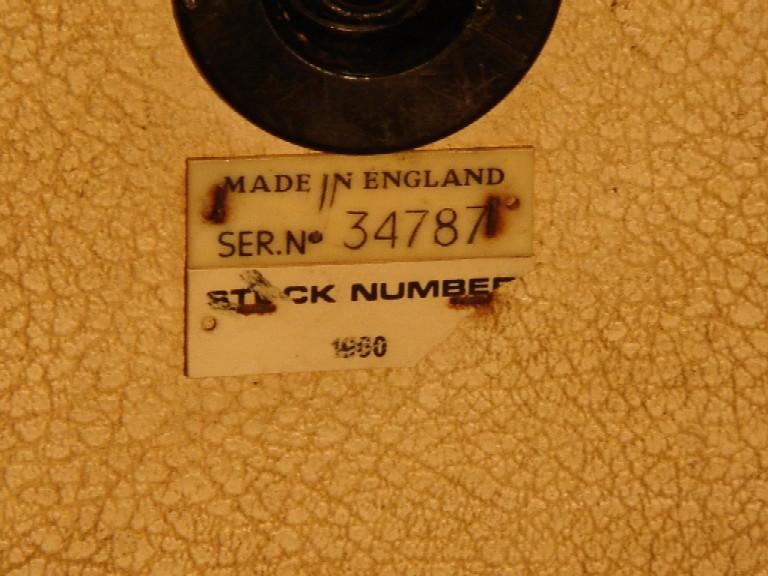 MADE IN ENGLAND
SER.Nº 34787
STOCK NUMBER